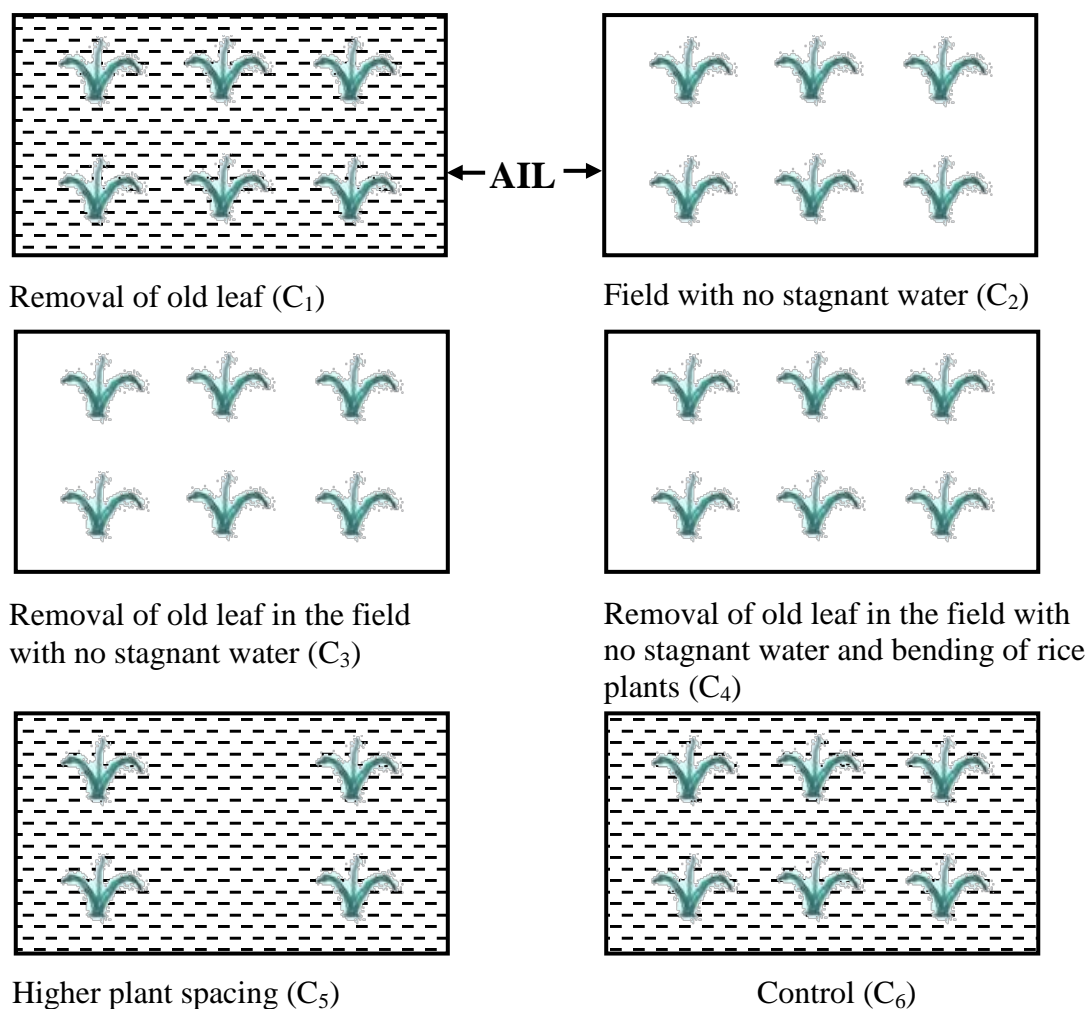 AIL
Removal of old leaf (C₁)
Field with no stagnant water (C₂)
Removal of old leaf in the field
with no stagnant water (C₃)
Removal of old leaf in the field with
no stagnant water and bending of rice
plants (C₄)
Higher plant spacing (C₅)
Control (C₆)